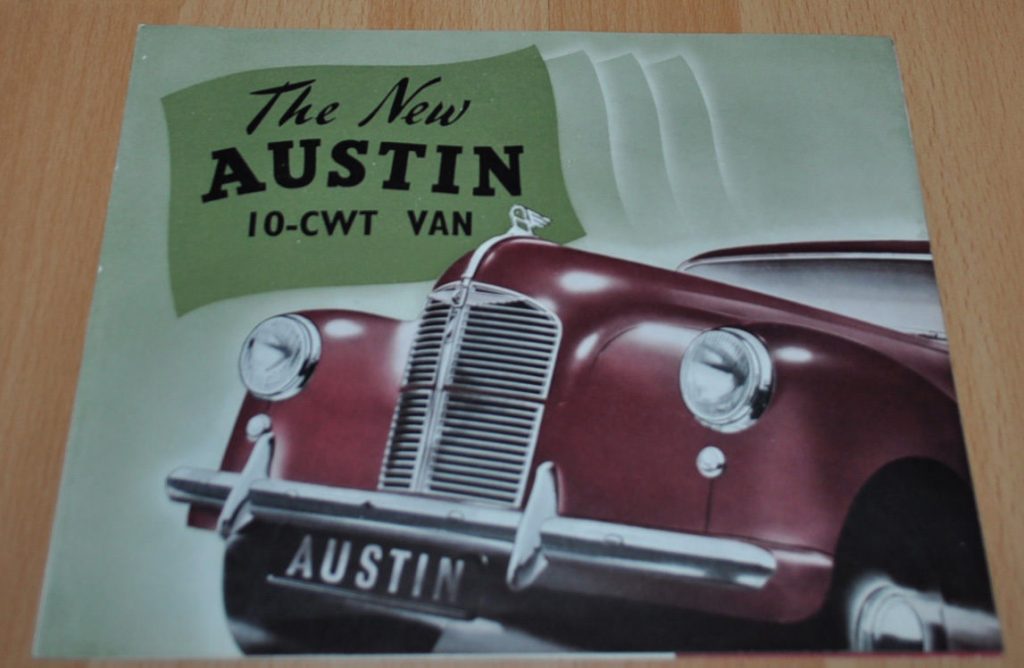 The New
AUSTIN
10-CWT VAN
AUSTIN